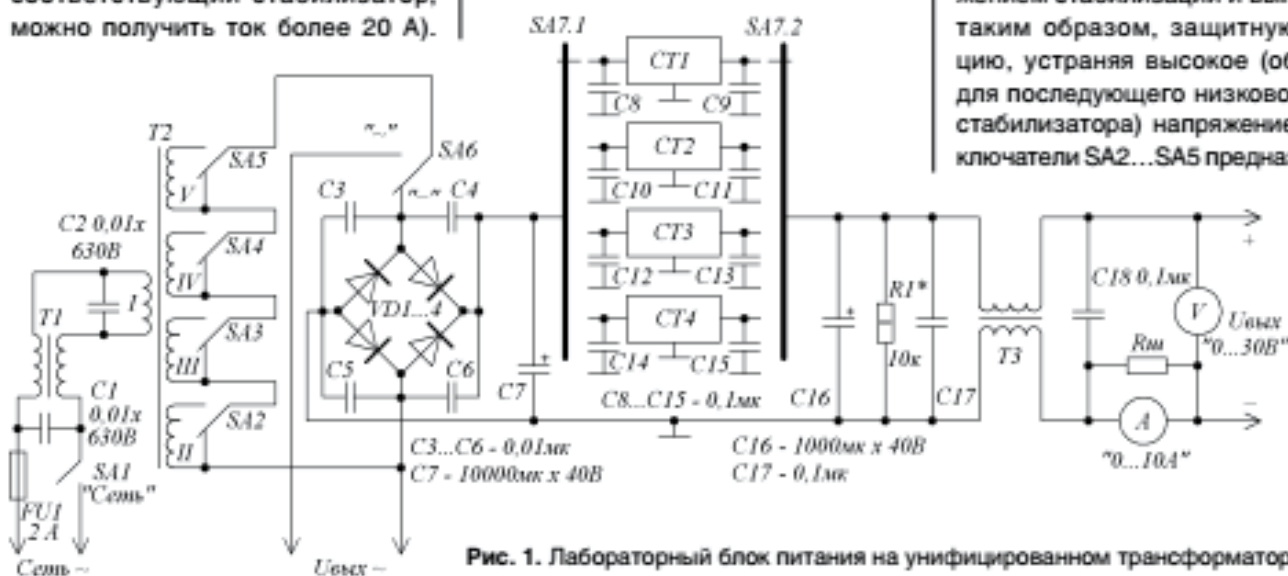 соответствующий стабилизатор,
можно получить ток более 20 А).
таким образом, защитную
цию, устраняя высокое (об
для последующего низково
стабилизатора) напряжение
ключатели SA2...SA5 предна
SA7.1
SA7.2
СТ1
C8
C9
СТ2
C10
C11
СТ3
C12
C13
СТ4
C14
C15
C8...C15 - 0,1мк
T2
SA5
V
SA4
IV
SA3
III
SA2
II
"~"
SA6
"-"
C3
C4
VD1...4
C5
C6
C7
+
C3...C6 - 0,01мк
C7 - 10000мк x 40В
C2 0,01x
630В
I
T1
C1
0,01x
630В
SA1
"Сеть"
FU1
2 А
Сеть ~
Uвых ~
+
C16
R1*
10к
C17
C16 - 1000мк x 40В
C17 - 0,1мк
T3
C18 0,1мк
Rш
V
Uвых
"0...30В"
A
"0...10А"
+
−
Рис. 1. Лабораторный блок питания на унифицированном трансформатор